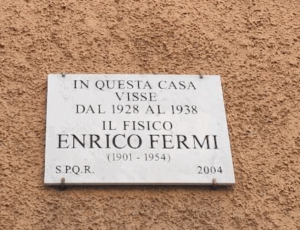 IN QUESTA CASA
VISSE
DAL 1928 AL 1938
IL FISICO
ENRICO FERMI
(1901 - 1954)
S.P.Q.R. 2004